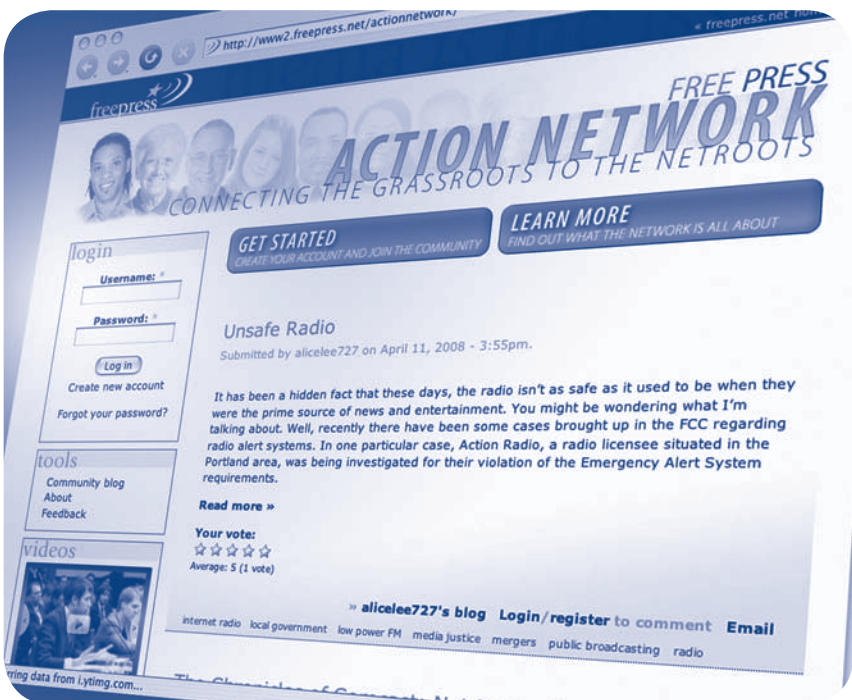 http://www2.freepress.net/actionnetwork/
« freepress.net
freepress
FREE PRESS
ACTION NETWORK
CONNECTING THE GRASSROOTS TO THE NETROOTS
GET STARTED
CREATE YOUR ACCOUNT AND JOIN THE COMMUNITY
LEARN MORE
FIND OUT WHAT THE NETWORK IS ALL ABOUT
login
Username: *
Password: *
Log in
Create new account
Forgot your password?
tools
Community blog
About
Feedback
videos
Unsafe Radio
Submitted by alicelee727 on April 11, 2008 - 3:55pm.
It has been a hidden fact that these days, the radio isn't as safe as it used to be when they
were the prime source of news and entertainment. You might be wondering what I'm
talking about. Well, recently there have been some cases brought up in the FCC regarding
radio alert systems. In one particular case, Action Radio, a radio licensee situated in the
Portland area, was being investigated for their violation of the Emergency Alert System
requirements.
Read more »
Your vote:
Average: 5 (1 vote)
» alicelee727's blog Login/register to comment Email
internet radio local government low power FM media justice mergers public broadcasting radio
rring data from i.ytimg.com...